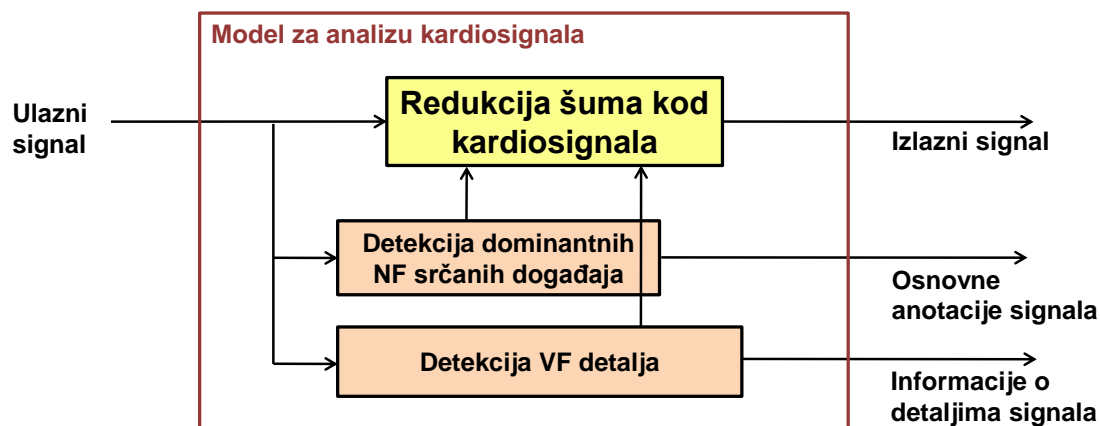 Model za analizu kardiosignala
Ulazni
signal
Redukcija šuma kod
kardiosignala
Izlazni signal
Detekcija dominantnih
NF srčanih događaja
Osnovne
anotacije signala
Detekcija VF detalja
Informacije o
detaljima signala